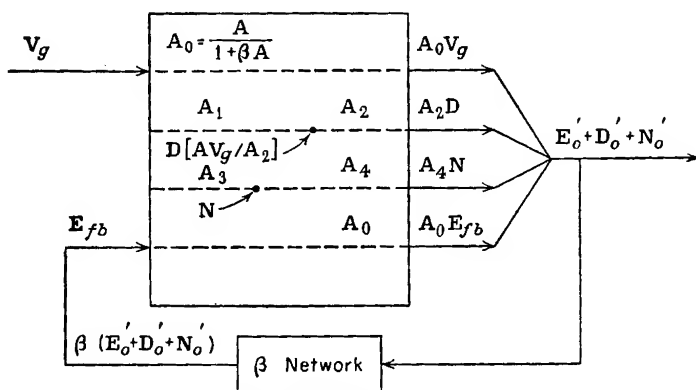 V_g
A_0 = A / (1+βA)
A_0V_g
A_1 A_2 A_2D
D[AV_g/A_2]
E_o'+D_o'+N_o'
A_3 A_4 A_4N
N
E_fb A_0 A_0E_fb
β (E_o'+D_o'+N_o')
β Network